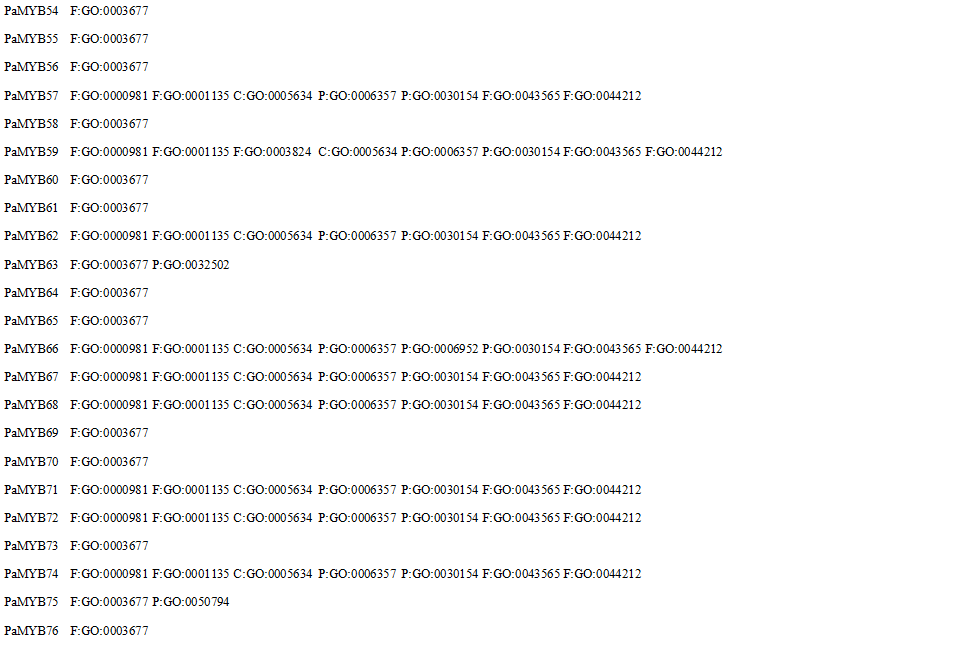 PaMYB54 F:GO:0003677
PaMYB55 F:GO:0003677
PaMYB56 F:GO:0003677
PaMYB57 F:GO:0000981 F:GO:0001135 C:GO:0005634 P:GO:0006357 P:GO:0030154 F:GO:0043565 F:GO:0044212
PaMYB58 F:GO:0003677
PaMYB59 F:GO:0000981 F:GO:0001135 F:GO:0003824 C:GO:0005634 P:GO:0006357 P:GO:0030154 F:GO:0043565 F:GO:0044212
PaMYB60 F:GO:0003677
PaMYB61 F:GO:0003677
PaMYB62 F:GO:0000981 F:GO:0001135 C:GO:0005634 P:GO:0006357 P:GO:0030154 F:GO:0043565 F:GO:0044212
PaMYB63 F:GO:0003677 P:GO:0032502
PaMYB64 F:GO:0003677
PaMYB65 F:GO:0003677
PaMYB66 F:GO:0000981 F:GO:0001135 C:GO:0005634 P:GO:0006357 P:GO:0006952 P:GO:0030154 F:GO:0043565 F:GO:0044212
PaMYB67 F:GO:0000981 F:GO:0001135 C:GO:0005634 P:GO:0006357 P:GO:0030154 F:GO:0043565 F:GO:0044212
PaMYB68 F:GO:0000981 F:GO:0001135 C:GO:0005634 P:GO:0006357 P:GO:0030154 F:GO:0043565 F:GO:0044212
PaMYB69 F:GO:0003677
PaMYB70 F:GO:0003677
PaMYB71 F:GO:0000981 F:GO:0001135 C:GO:0005634 P:GO:0006357 P:GO:0030154 F:GO:0043565 F:GO:0044212
PaMYB72 F:GO:0000981 F:GO:0001135 C:GO:0005634 P:GO:0006357 P:GO:0030154 F:GO:0043565 F:GO:0044212
PaMYB73 F:GO:0003677
PaMYB74 F:GO:0000981 F:GO:0001135 C:GO:0005634 P:GO:0006357 P:GO:0030154 F:GO:0043565 F:GO:0044212
PaMYB75 F:GO:0003677 P:GO:0050794
PaMYB76 F:GO:0003677